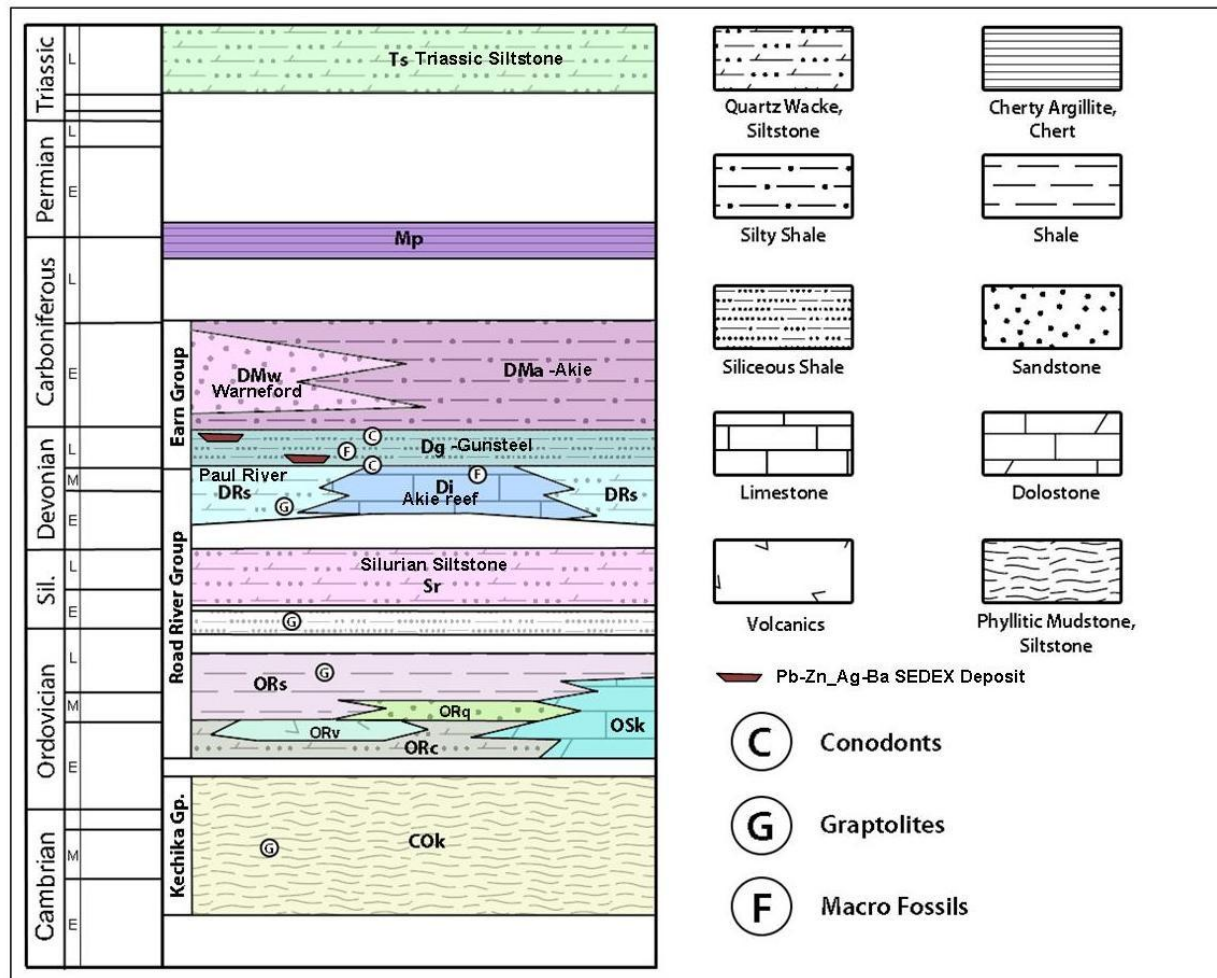 Triassic
L
Permian
L
E
Carboniferous
L
E
Devonian
L
M
E
Sil.
L
E
Ordovician
L
M
E
Cambrian
M
E
Earn Group
Road River Group
Kechika Gp.
Ts Triassic Siltstone
Mp
DMw
Warneford
DMa -Akie
C
F
Dg -Gunsteel
C
Paul River
DRs
G
F
Di
Akie reef
DRs
Silurian Siltstone
Sr
G
G
ORs
ORq
ORv
ORc
OSk
G
COk
Quartz Wacke,
Siltstone
Cherty Argillite,
Chert
Silty Shale
Shale
Siliceous Shale
Sandstone
Limestone
Dolostone
Volcanics
Phyllitic Mudstone,
Siltstone
Pb-Zn_Ag-Ba SEDEX Deposit
C Conodonts
G Graptolites
F Macro Fossils